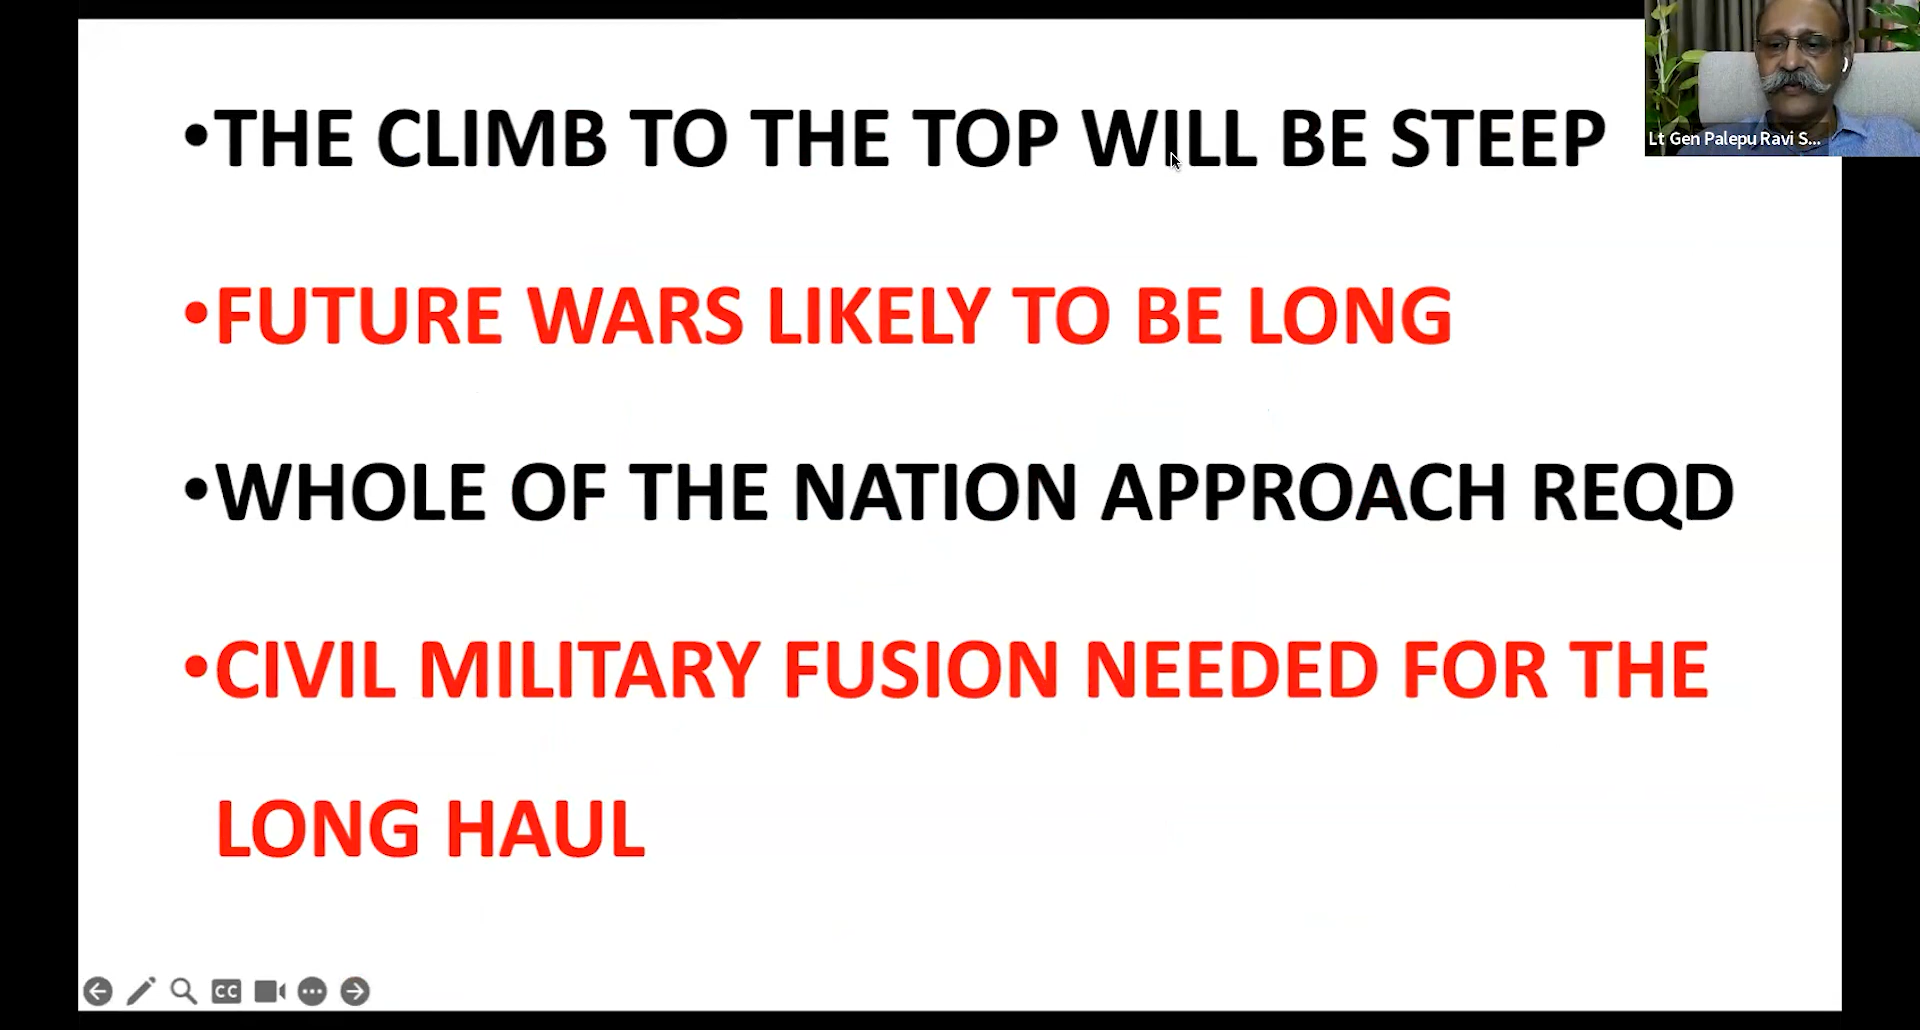 •THE CLIMB TO THE TOP WILL BE STEEP
Lt Gen Palepu Ravi S...
•FUTURE WARS LIKELY TO BE LONG
•WHOLE OF THE NATION APPROACH REQD
•CIVIL MILITARY FUSION NEEDED FOR THE
LONG HAUL
CC